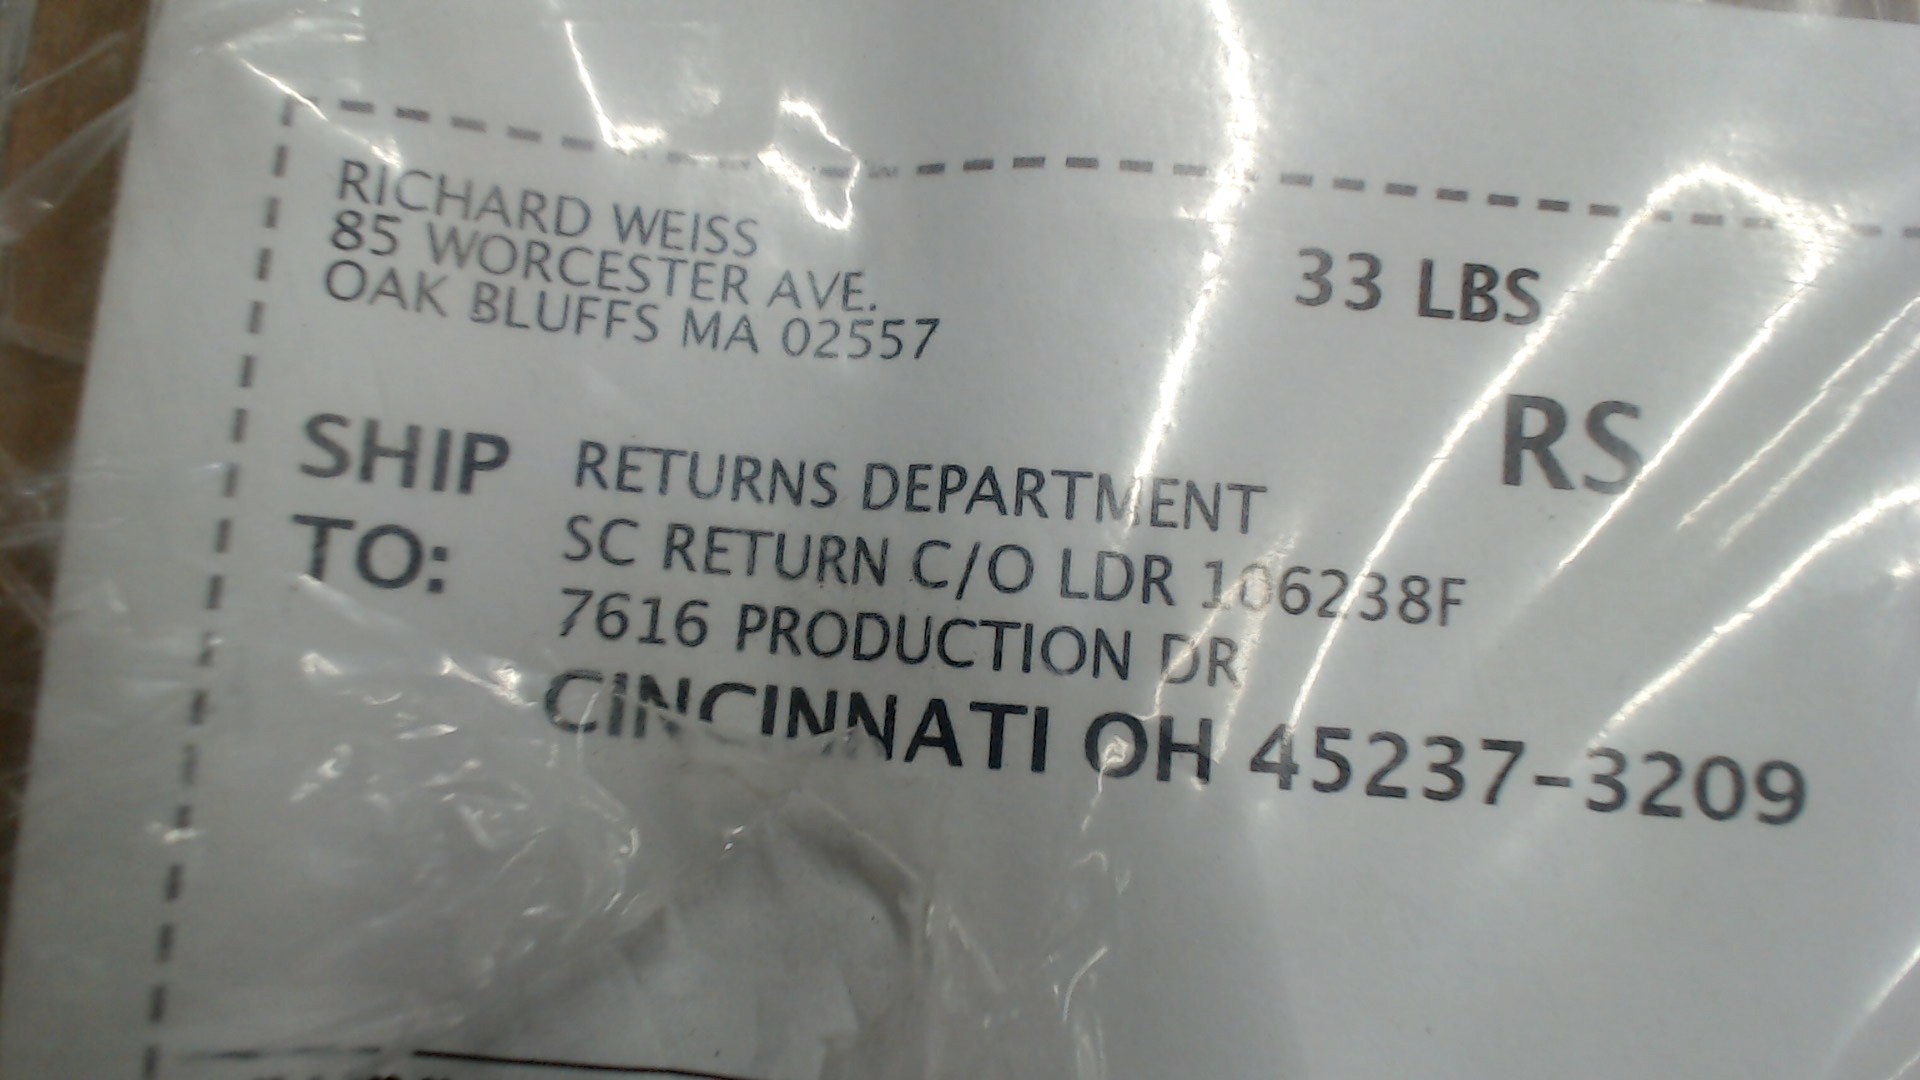 RICHARD WEISS
85 WORCESTER AVE.
OAK BLUFFS MA 02557
33 LBS
RS
SHIP TO:
RETURNS DEPARTMENT
SC RETURN C/O LDR 106238F
7616 PRODUCTION DR
CINCINNATI OH 45237-3209